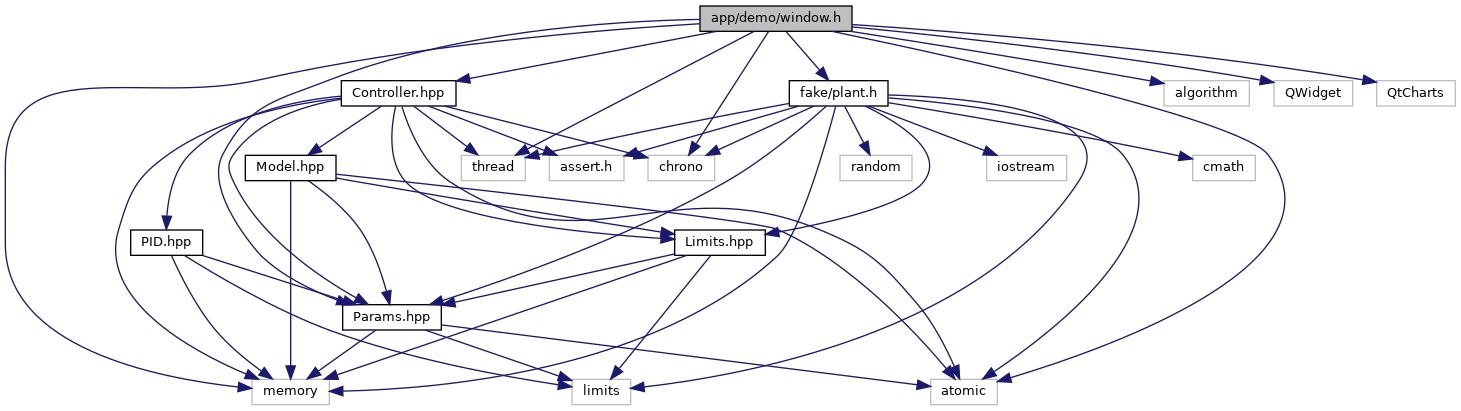 app/demo/window.h
Controller.hpp
fake/plant.h
algorithm
QWidget
QtCharts
Model.hpp
thread
assert.h
chrono
random
iostream
cmath
PID.hpp
Limits.hpp
Params.hpp
memory
limits
atomic